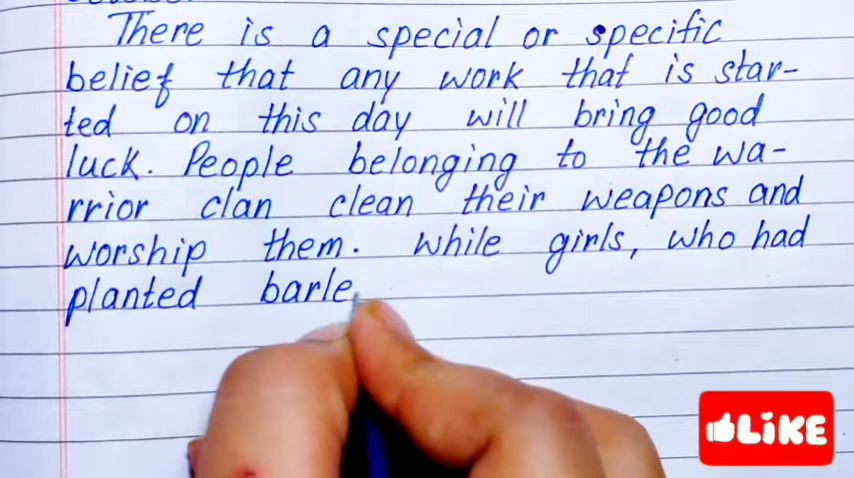 There is a special or specific
belief that any work that is star-
ted on this day will bring good
luck. People belonging to the wa-
rrior clan clean their weapons and
worship them. While girls, who had
planted barle
LIKE